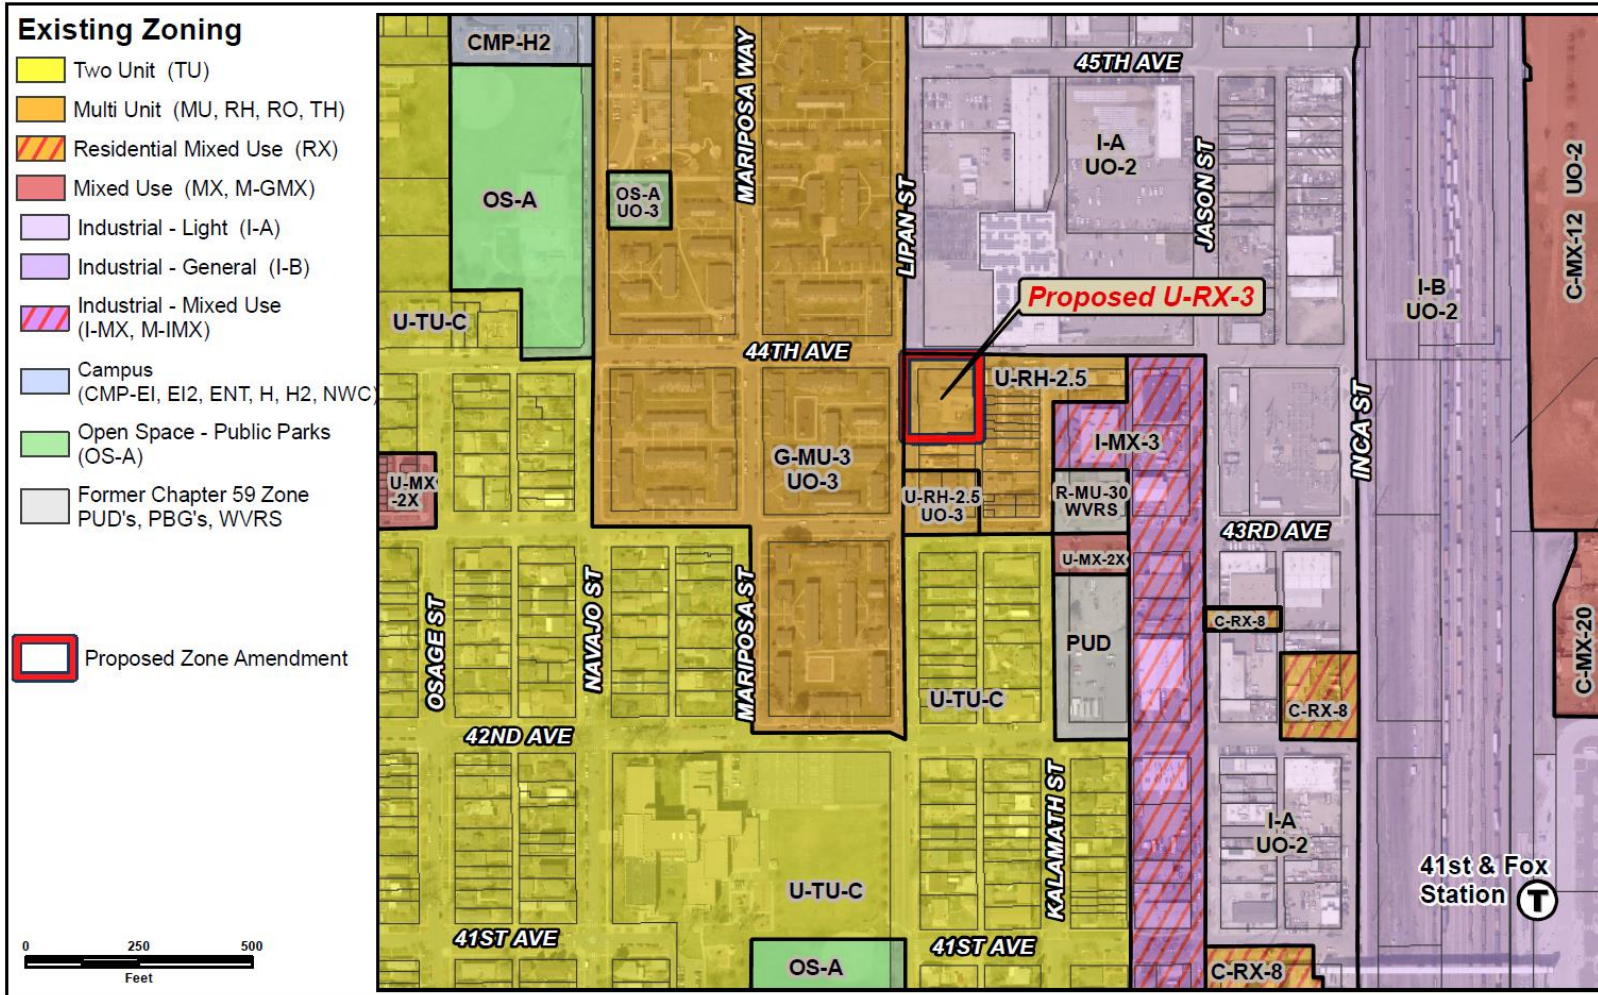 Existing Zoning
Two Unit (TU)
Multi Unit (MU, RH, RO, TH)
Residential Mixed Use (RX)
Mixed Use (MX, M-GMX)
Industrial - Light (I-A)
Industrial - General (I-B)
Industrial - Mixed Use
(I-MX, M-IMX)
Campus
(CMP-EI, EI2, ENT, H, H2, NWC)
Open Space - Public Parks
(OS-A)
Former Chapter 59 Zone
PUD's, PBG's, WVRS
Proposed Zone Amendment
0 250 500
Feet
CMP-H2
MARIPOSA WAY
45TH AVE
I-A
UO-2
JASON ST
C-MX-12 UO-2
OS-A
OS-A
UO-3
LIPAN ST
Proposed U-RX-3
I-B
UO-2
U-TU-C
44TH AVE
U-RH-2.5
INCA ST
I-MX-3
G-MU-3
UO-3
U-MX
-2X
U-RH-2.5
UO-3
R-MU-30
WVRS
43RD AVE
U-MX-2X
OSAGE ST
NAVAJO ST
MARIPOSA ST
C-RX-8
PUD
C-MX-20
U-TU-C
C-RX-8
42ND AVE
KALAMATH ST
I-A
UO-2
U-TU-C
41st & Fox
Station T
41ST AVE
41ST AVE
OS-A
C-RX-8